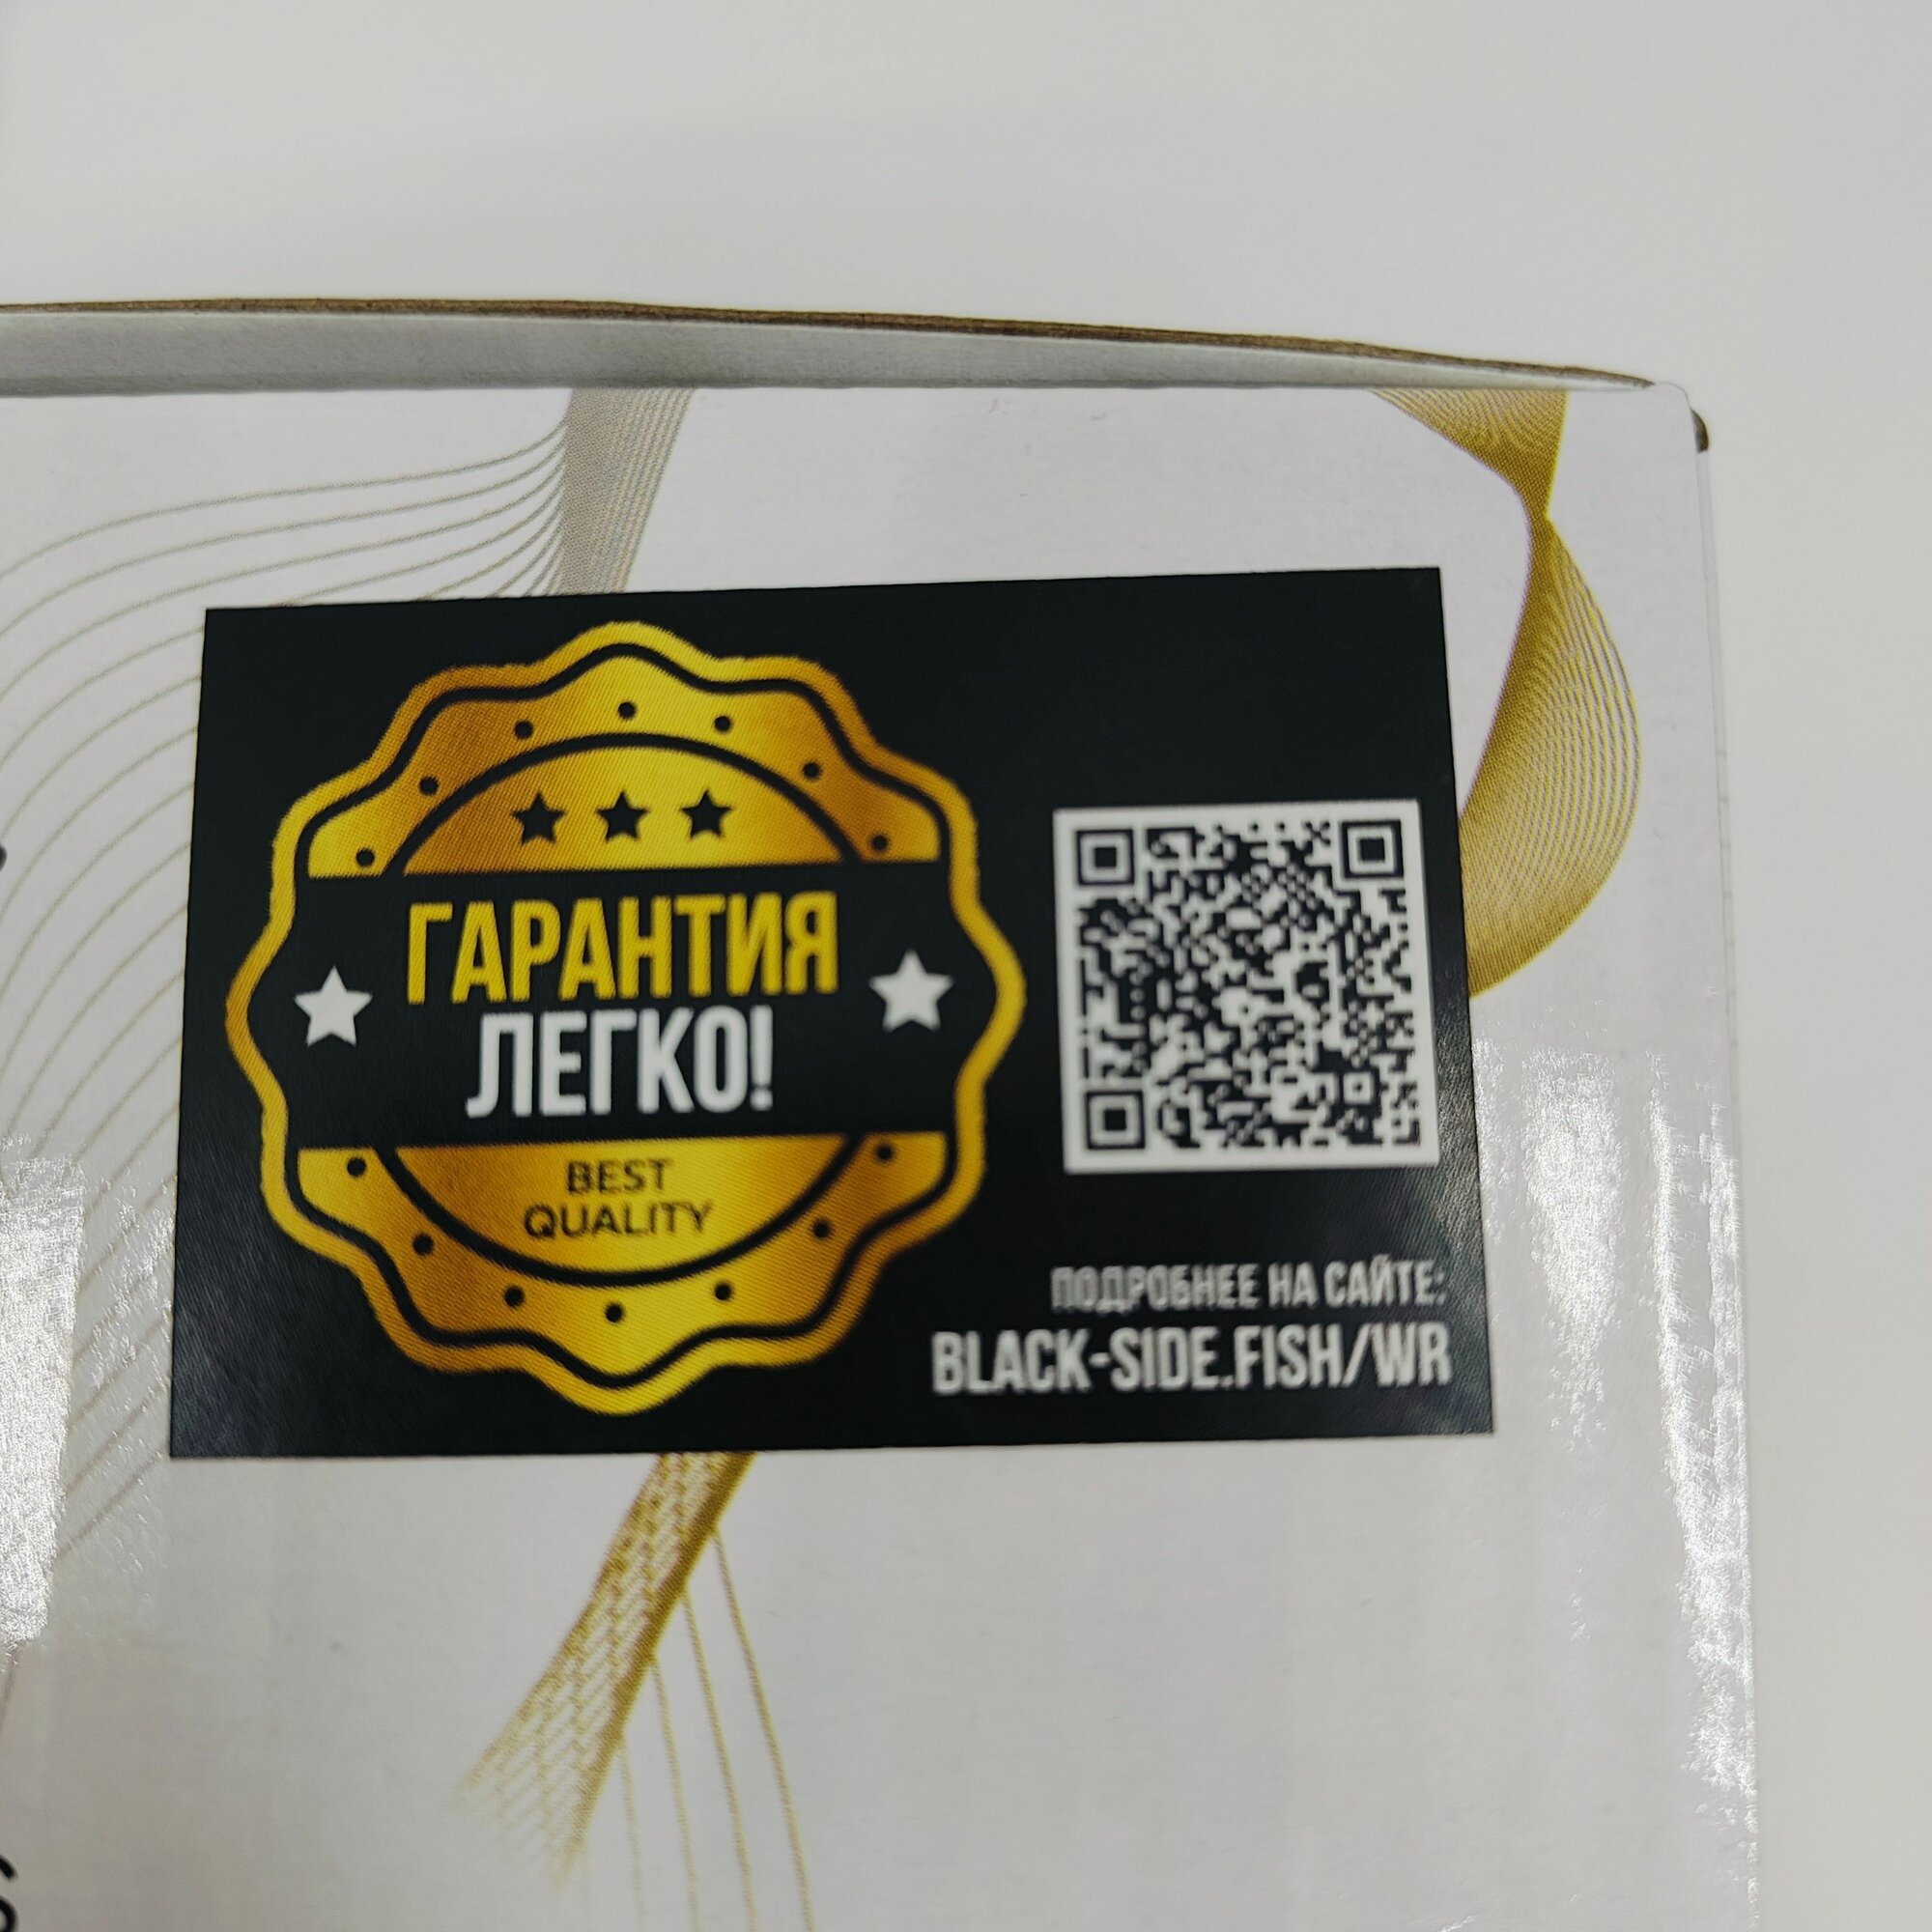 ГАРАНТИЯ
ЛЕГКО!
BEST
QUALITY
ПОДРОБНЕЕ НА САЙТЕ:
BLACK-SIDE.FISH/WR